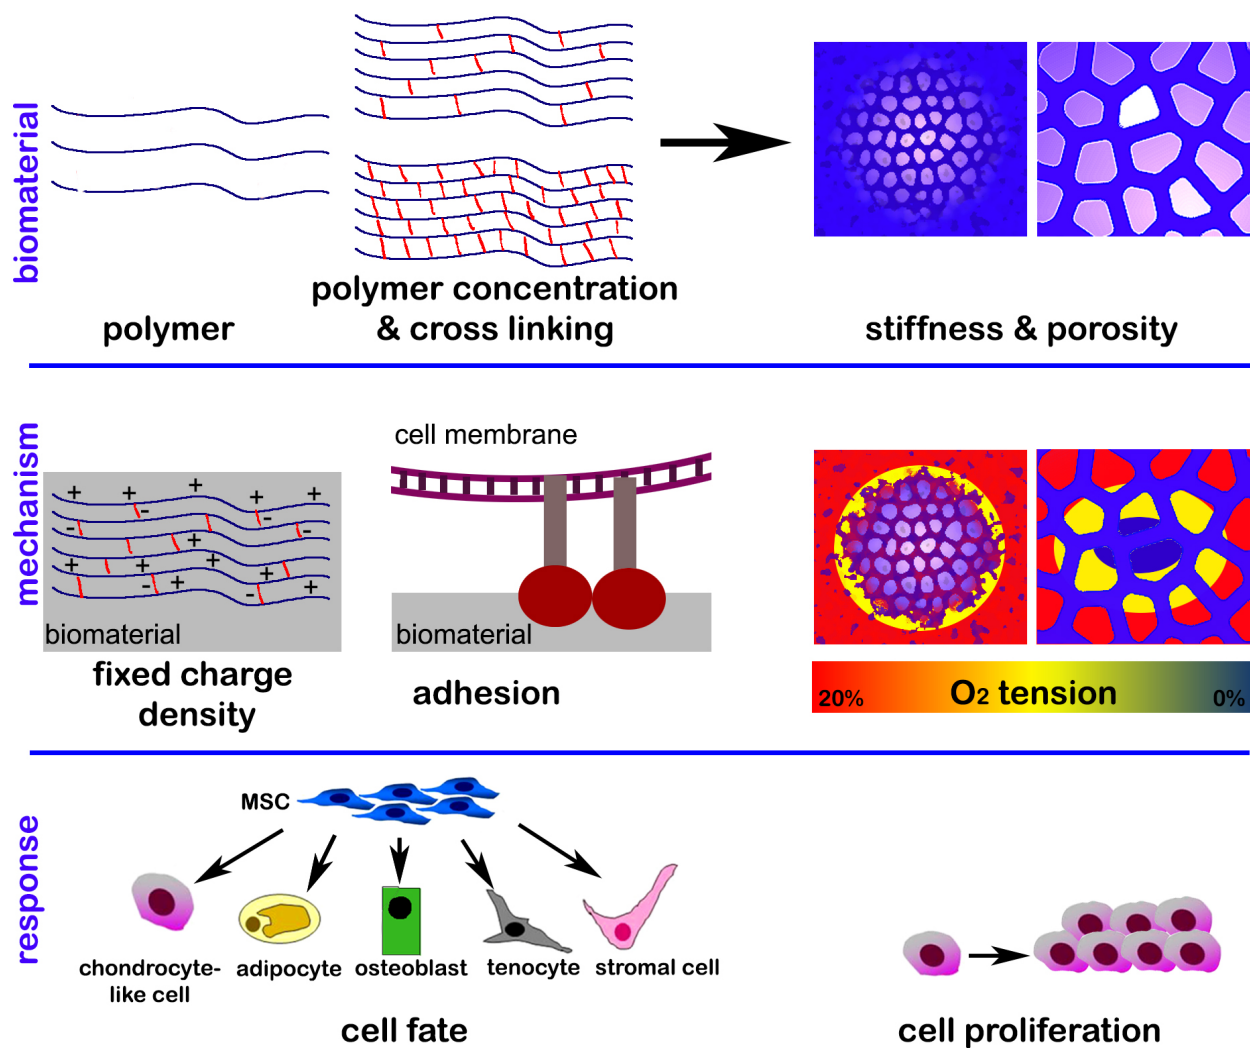 biomaterial
polymer
polymer concentration
& cross linking
stiffness & porosity
mechanism
+ + + + +
- -
- + -
+ + + +
- + - +
biomaterial
fixed charge
density
cell membrane
biomaterial
adhesion
20% O2 tension 0%
response
MSC
chondrocyte-
like cell
adipocyte
osteoblast
tenocyte
stromal cell
cell fate
cell proliferation